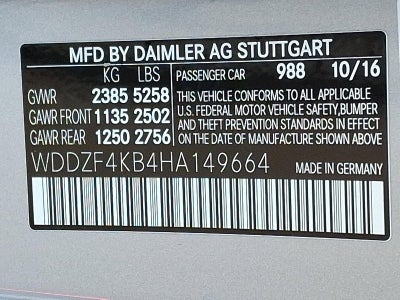 MFD BY DAIMLER AG STUTTGART
KG LBS PASSENGER CAR 988 10/16
GVWR 2385 5258
GAWR FRONT 1135 2502
GAWR REAR 1250 2756
THIS VEHICLE CONFORMS TO ALL APPLICABLE
U.S. FEDERAL MOTOR VEHICLE SAFETY, BUMPER
AND THEFT PREVENTION STANDARDS IN EFFECT
ON THE DATE OF MANUFACTURE SHOWN ABOVE
WDDZF4KB4HA149664 MADE IN GERMANY